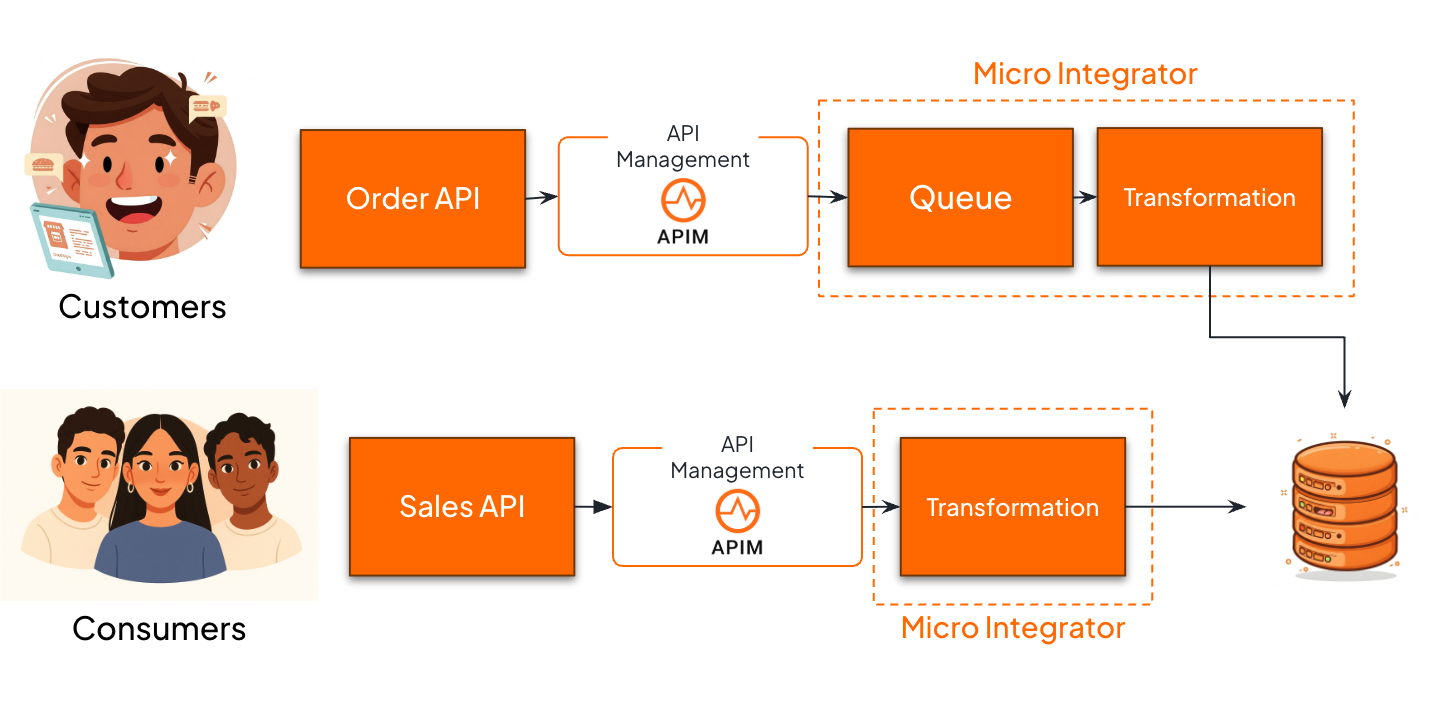 Micro Integrator
API
Management
APIM
Order API
Queue
Transformation
Customers
API
Management
APIM
Sales API
Transformation
Consumers
Micro Integrator